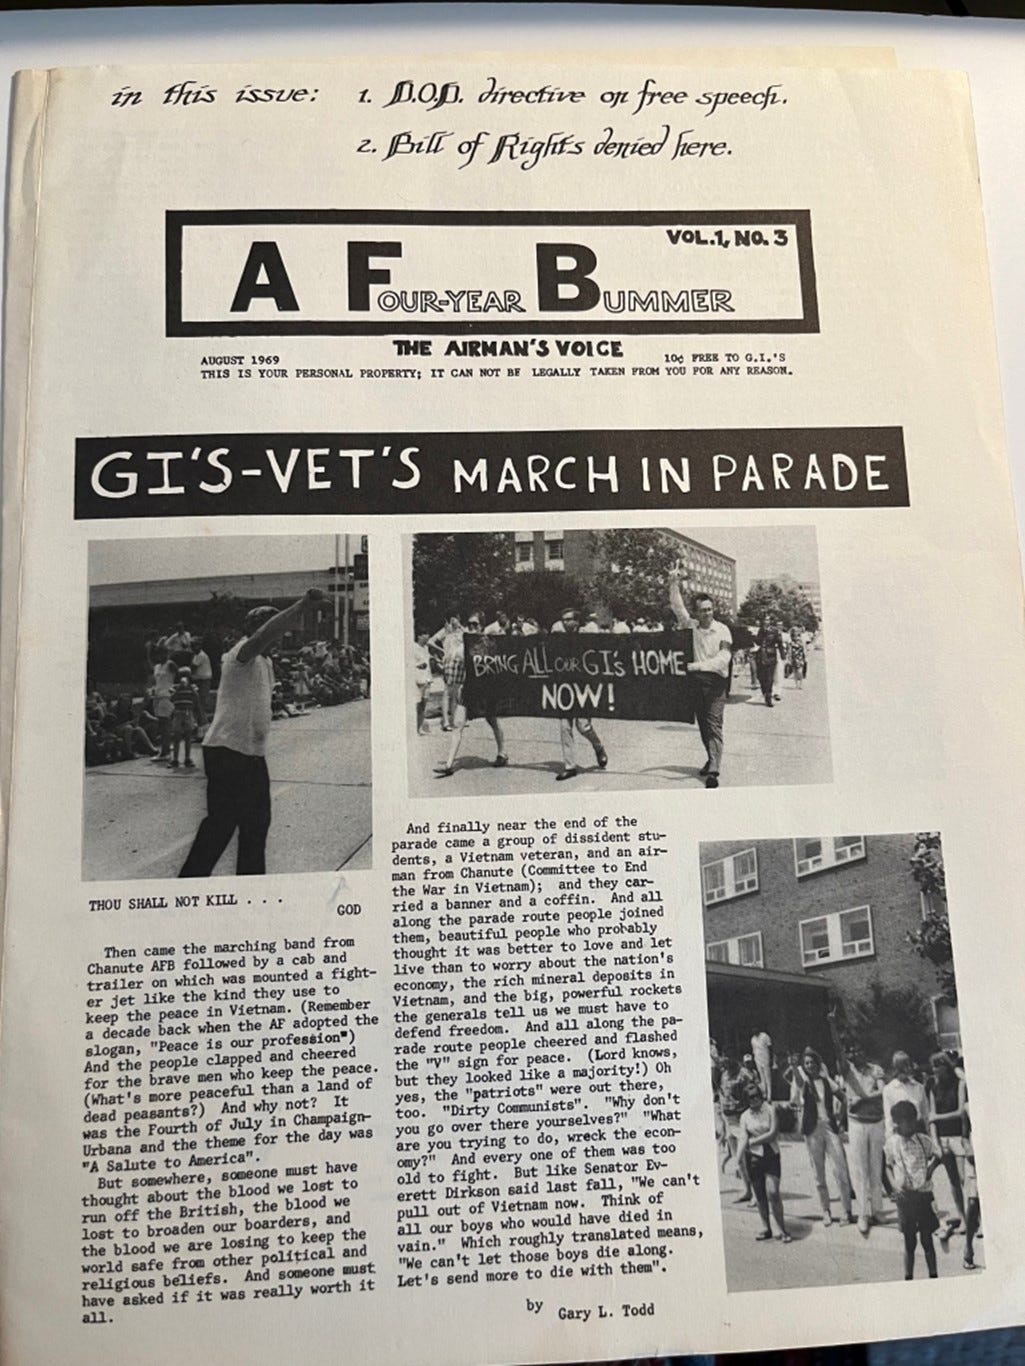 in this issue: 1. D.O.D. directive on free speech.
2. Bill of Rights denied here.
VOL.1, NO. 3
A FOUR-YEAR BUMMER
THE AIRMAN'S VOICE
AUGUST 1969
10¢ FREE TO G.I.'S
THIS IS YOUR PERSONAL PROPERTY; IT CAN NOT BE LEGALLY TAKEN FROM YOU FOR ANY REASON.
GI'S-VET'S MARCH IN PARADE
BRING ALL OUR GI's HOME
NOW!
THOU SHALL NOT KILL . . .
GOD
Then came the marching band from
Chanute AFB followed by a cab and
trailer on which was mounted a fight-
er jet like the kind they use to
keep the peace in Vietnam. (Remember
a decade back when the AF adopted the
slogan, "Peace is our profession")
And the people clapped and cheered
for the brave men who keep the peace.
(What's more peaceful than a land of
dead peasants?) And why not? It
was the Fourth of July in Champaign-
Urbana and the theme for the day was
"A Salute to America".
But somewhere, someone must have
thought about the blood we lost to
run off the British, the blood we
lost to broaden our boarders, and
the blood we are losing to keep the
world safe from other political and
religious beliefs. And someone must
have asked if it was really worth it
all.
And finally near the end of the
parade came a group of dissident stu-
dents, a Vietnam veteran, and an air-
man from Chanute (Committee to End
the War in Vietnam); and they car-
ried a banner and a coffin. And all
along the parade route people joined
them, beautiful people who probably
thought it was better to love and let
live than to worry about the nation's
economy, the rich mineral deposits in
Vietnam, and the big, powerful rockets
the generals tell us we must have to
defend freedom. And all along the pa-
rade route people cheered and flashed
the "V" sign for peace. (Lord knows,
but they looked like a majority!) Oh
yes, the "patriots" were out there,
too. "Dirty Communists". "Why don't
you go over there yourselves?" "What
are you trying to do, wreck the econ-
omy?" And every one of them was too
old to fight. But like Senator Ev-
erett Dirkson said last fall, "We can't
pull out of Vietnam now. Think of
all our boys who would have died in
vain." Which roughly translated means,
"We can't let those boys die along.
Let's send more to die with them".
by Gary L. Todd